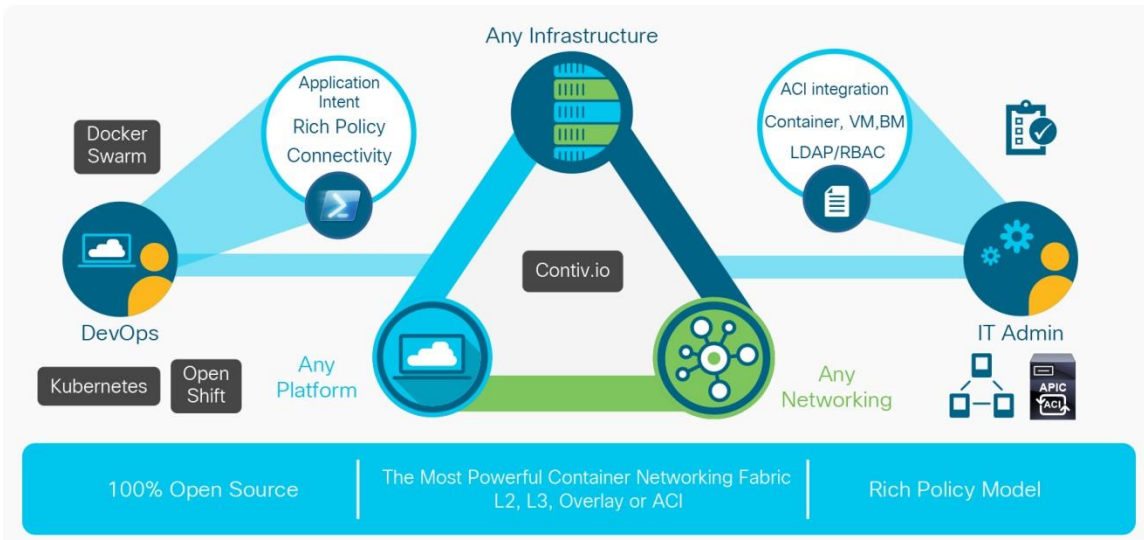 Any Infrastructure
Application
Intent
Rich Policy
Connectivity
ACI integration
Container, VM,BM
LDAP/RBAC
Docker
Swarm
Contiv.io
DevOps
IT Admin
Kubernetes
Open
Shift
Any
Platform
Any
Networking
APIC
ACI
100% Open Source
The Most Powerful Container Networking Fabric
L2, L3, Overlay or ACI
Rich Policy Model